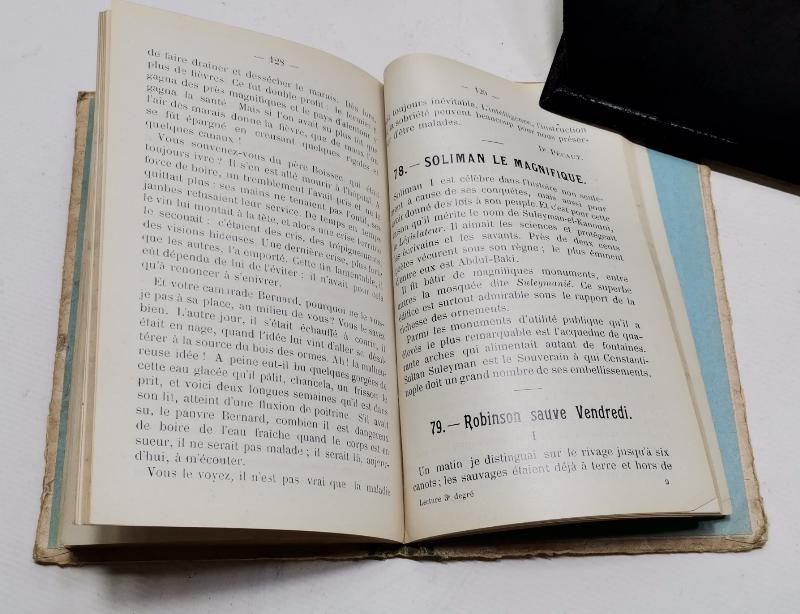 — 128 —
de faire drainer et dessécher le marais. Dès lors,
plus de fièvres. Ce fut double profit : le fermier y
gagna des prés magnifiques et le pays d'alentour y
gagna la santé. Mais si l'on avait su plus tôt que
l'air des marais donne la fièvre, que de maux l'on
se fût épargné en creusant quelques rigoles et
quelques canaux !
Vous souvenez-vous du père Boissec, qui était
toujours ivre ? Il s'en est allé mourir à l'hôpital. A
force de boire, un tremblement l'avait pris et ne le
quittait plus : ses mains ne tenaient pas l'outil, ses
jambes refusaient leur service. De temps en temps
le vin lui montait à la tête, et alors une crise terrible
le secouait : c'étaient des cris, des trépignements,
des visions hideuses. Une dernière crise, plus forte
que les autres, l'a emporté. Cette fin lamentable, il
eût dépendu de lui de l'éviter : il n'avait pour cela
qu'à renoncer à s'enivrer.
Et votre camarade Bernard, pourquoi ne le vois-
je pas à sa place, au milieu de vous ? Vous le savez
bien. L'autre jour, il s'était échauffé à courir, il
était en nage, quand l'idée lui vint d'aller se désal-
térer à la source du bois des ormes. Ah ! la malheu-
reuse idée ! A peine eut-il bu quelques gorgées de
cette eau glacée qu'il pâlit, chancela, un frisson le
prit, et voici deux longues semaines qu'il est dans
son lit, atteint d'une fluxion de poitrine. S'il avait
su, le pauvre Bernard, combien il est dangereux
de boire de l'eau fraîche quand le corps est en
sueur, il ne serait pas malade ; il serait là, aujour-
d'hui, à m'écouter.
Vous le voyez, il n'est pas vrai que la maladie
— 129 —
toujours inévitable. L'intelligence, l'instruction
la sobriété peuvent beaucoup pour nous préser-
d'être malades.
Dr PECAUT.
78. — SOLIMAN LE MAGNIFIQUE.
Soliman I est célèbre dans l'histoire non seule-
à cause de ses conquêtes, mais aussi pour
donné des lois à son peuple. Et c'est pour cette
qu'il mérite le nom de Suleyman-el-Kanouni,
Législateur. Il aimait les sciences et protégeait
écrivains et les savants. Près de deux cents
poètes vécurent sous son règne ; le plus éminent
d'entre eux est Abdul-Baki.
Il fit bâtir de magnifiques monuments, entre
autres la mosquée dite Suleymanié. Ce superbe
édifice est surtout admirable sous le rapport de la
richesse des ornements.
Parmi les monuments d'utilité publique qu'il a
élevés le plus remarquable est l'acqueduc de qua-
rante arches qui alimentait autant de fontaines.
Sultan Suleyman est le Souverain à qui Constanti-
nople doit un grand nombre de ses embellissements.
79. — Robinson sauve Vendredi.
I
Un matin je distinguai sur le rivage jusqu'à six
canots ; les sauvages étaient déjà à terre et hors de
Lecture 3e degré
9